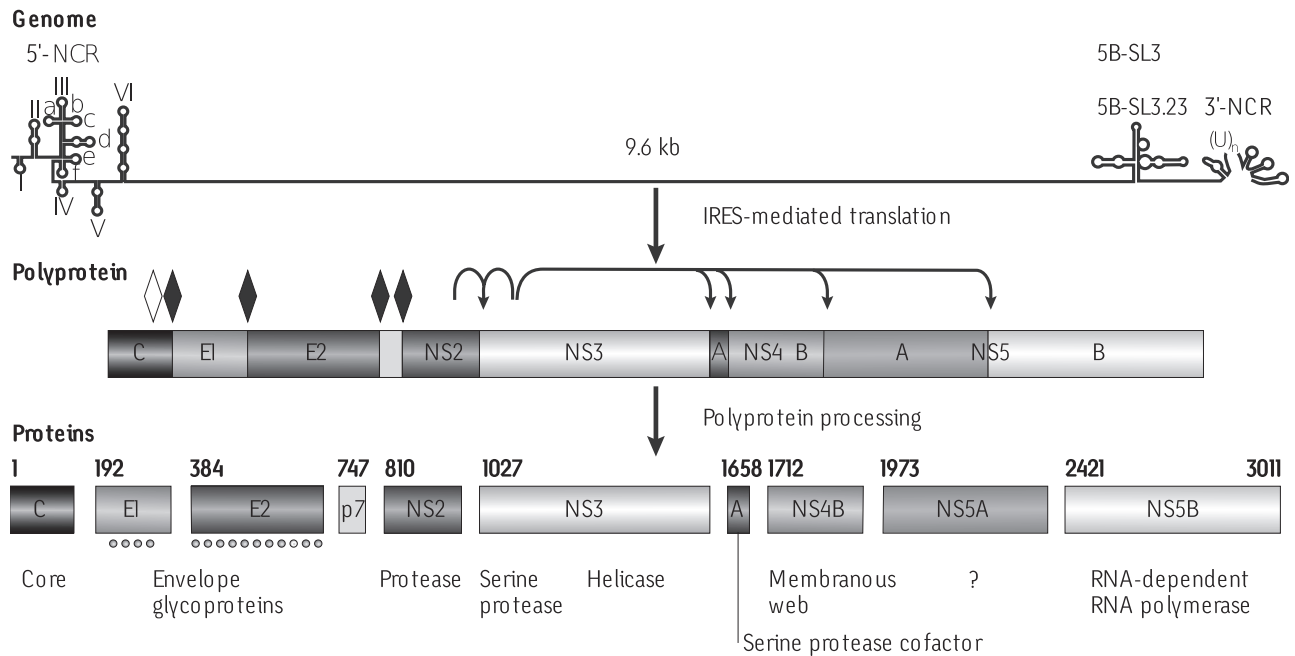 Genome
5'-NCR
5B-SL3
III
VI
II a b
c
5B-SL3.23 3'-NCR
d
9.6 kb
(U)n
e
I
f
IV
V
IRES-mediated translation
Polyprotein
C E1 E2 NS2 NS3 A NS4 B A NS5 B
Polyprotein processing
Proteins
1 192 384 747 810 1027 1658 1712 1973 2421 3011
C E1 E2 p7 NS2 NS3 A NS4B NS5A NS5B
Core Envelope Protease Serine Helicase Membranous ? RNA-dependent
glycoproteins protease web RNA polymerase
Serine protease cofactor